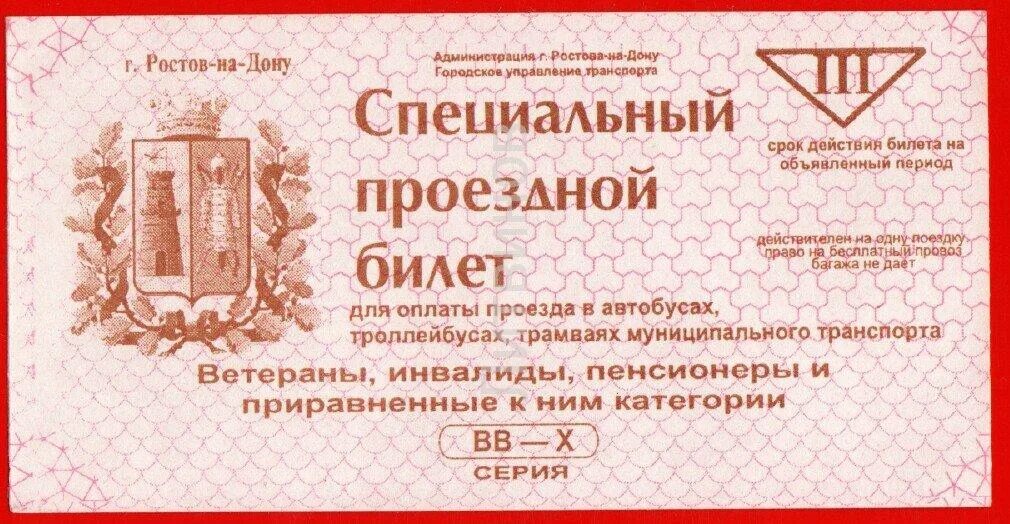 г. Ростов-на-Дону
Администрация г. Ростова-на-Дону
Городское управление транспорта
Специальный
проездной
билет
для оплаты проезда в автобусах,
троллейбусах, трамваях муниципального транспорта
III
срок действия билета на
объявленный период
действителен на одну поездку
право на бесплатный провоз
багажа не дает
Ветераны, инвалиды, пенсионеры и
приравненные к ним категории
ВВ — Х
СЕРИЯ